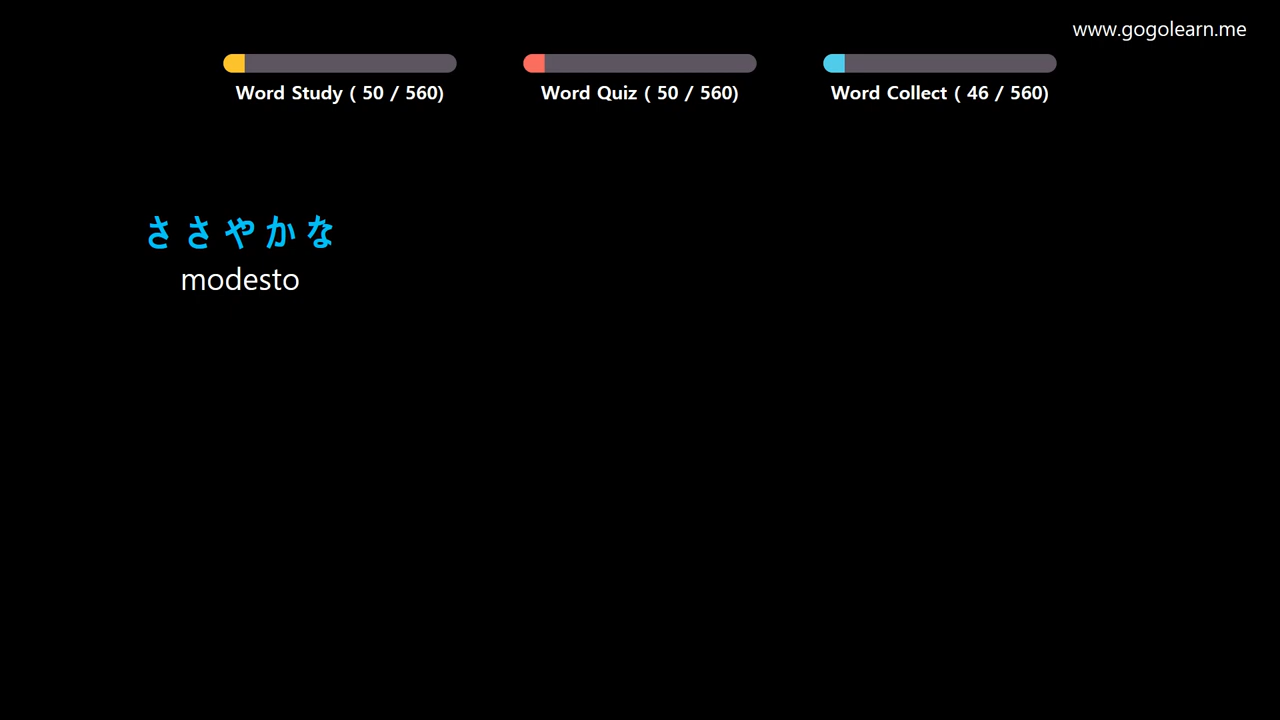 www.gogolearn.me
Word Study ( 50 / 560)
Word Quiz ( 50 / 560)
Word Collect ( 46 / 560)
ささやかな
modesto